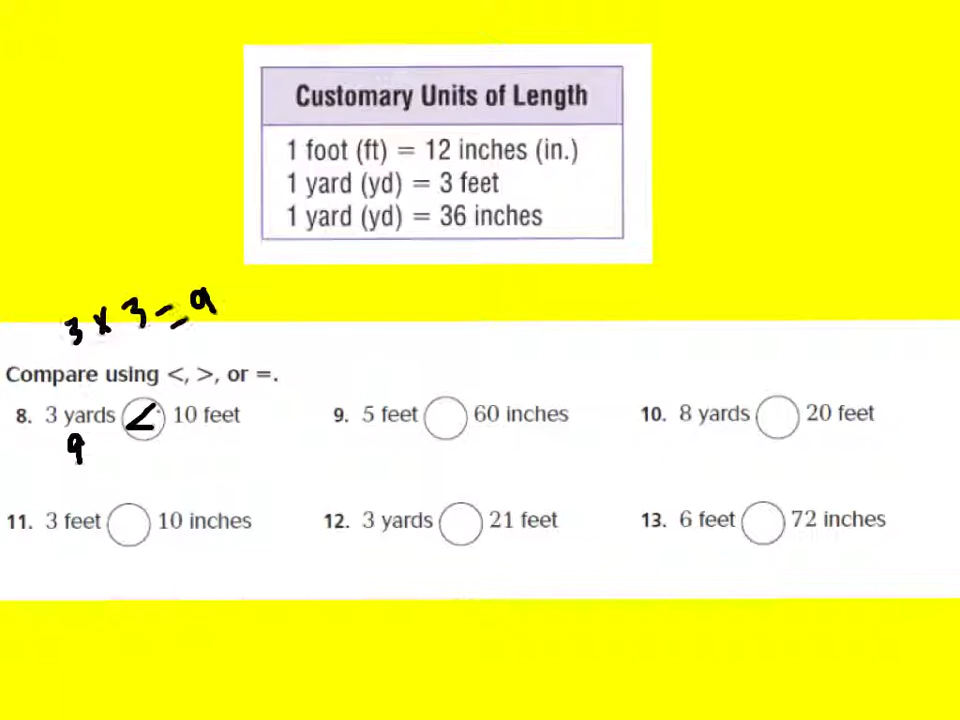 Customary Units of Length
1 foot (ft) = 12 inches (in.)
1 yard (yd) = 3 feet
1 yard (yd) = 36 inches
3 x 3 = 9
Compare using <, >, or =.
8. 3 yards < 10 feet
9. 5 feet 60 inches
10. 8 yards 20 feet
9
11. 3 feet 10 inches
12. 3 yards 21 feet
13. 6 feet 72 inches